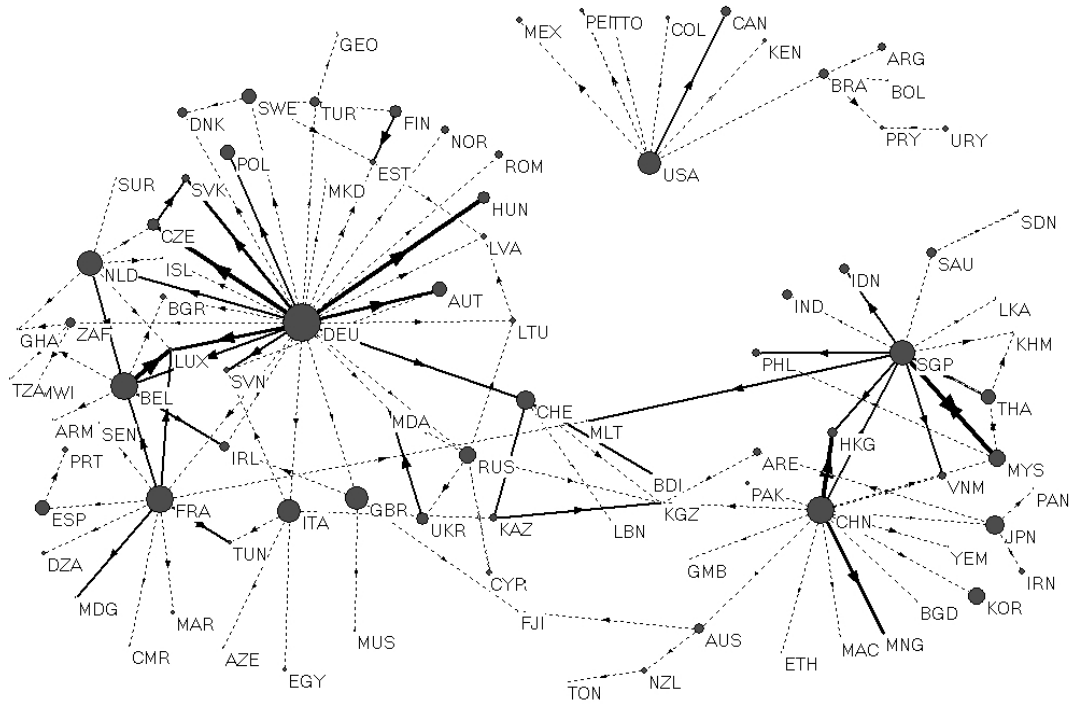 MEX
PER
TTO
COL
CAN
KEN
GEO
ARG
BRA
BOL
SWE
TUR
DNK
FIN
PRY
URY
NOR
POL
ROM
EST
USA
SUR
SVK
MKD
HUN
SDN
CZE
LVA
SAU
NLD
ISL
IDN
BGR
AUT
IND
LKA
GHA
ZAF
DEU
LTU
KHM
LUX
PHL
SGP
SVN
TZA
MWI
BEL
CHE
THA
MDA
ARM
SEN
MLT
HKG
PRT
IRL
RUS
ARE
MYS
BDI
VNM
PAK
PAN
ESP
FRA
ITA
GBR
KGZ
CHN
UKR
KAZ
LBN
JPN
TUN
YEM
DZA
GMB
IRN
CYP
MDG
BGD
KOR
MAR
FJI
MUS
AUS
CMR
AZE
MAC
MNG
ETH
EGY
NZL
TON